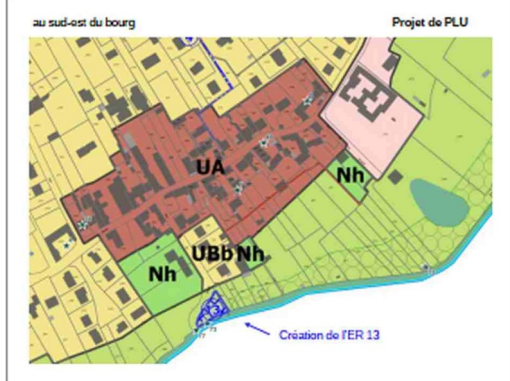 au sud-est du bourg
Projet de PLU
UA
Nh
UBb Nh
Nh
Création de l'ER 13